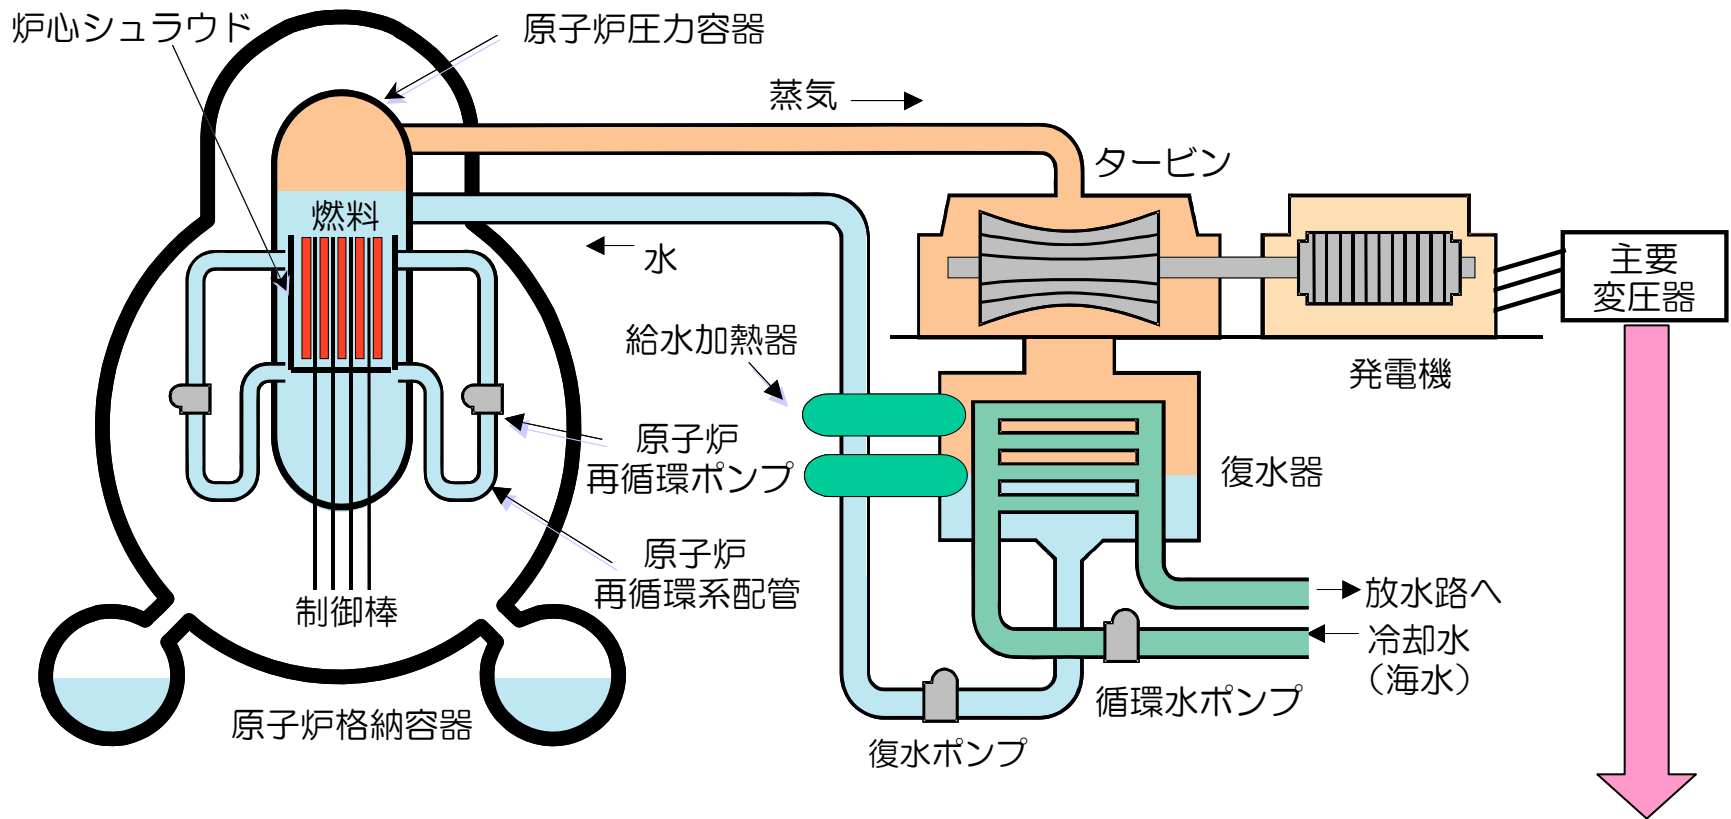 炉心シュラウド
原子炉圧力容器
蒸気
タービン
燃料
水
主要
変圧器
給水加熱器
発電機
原子炉
再循環ポンプ
復水器
原子炉
再循環系配管
制御棒
放水路へ
冷却水
（海水）
循環水ポンプ
原子炉格納容器
復水ポンプ